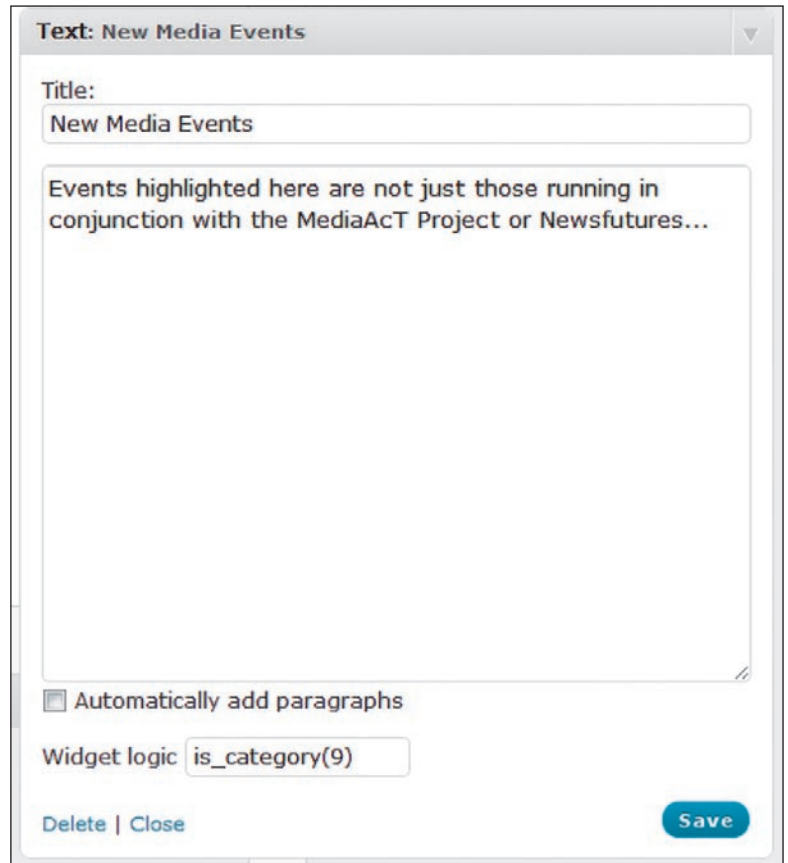 Text: New Media Events
Title:
New Media Events
Events highlighted here are not just those running in
conjunction with the MediaAcT Project or Newsfutures...
Automatically add paragraphs
Widget logic is_category(9)
Delete | Close
Save